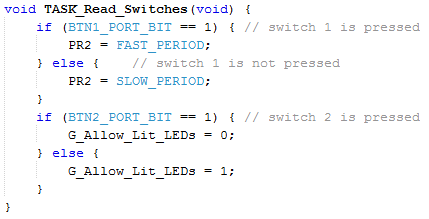 void TASK_Read_Switches(void) {
    if (BTN1_PORT_BIT == 1) { // switch 1 is pressed
        PR2 = FAST_PERIOD;
    } else {    // switch 1 is not pressed
        PR2 = SLOW_PERIOD;
    }
    if (BTN2_PORT_BIT == 1) { // switch 2 is pressed
        G_Allow_Lit_LEDs = 0;
    } else {
        G_Allow_Lit_LEDs = 1;
    }
}